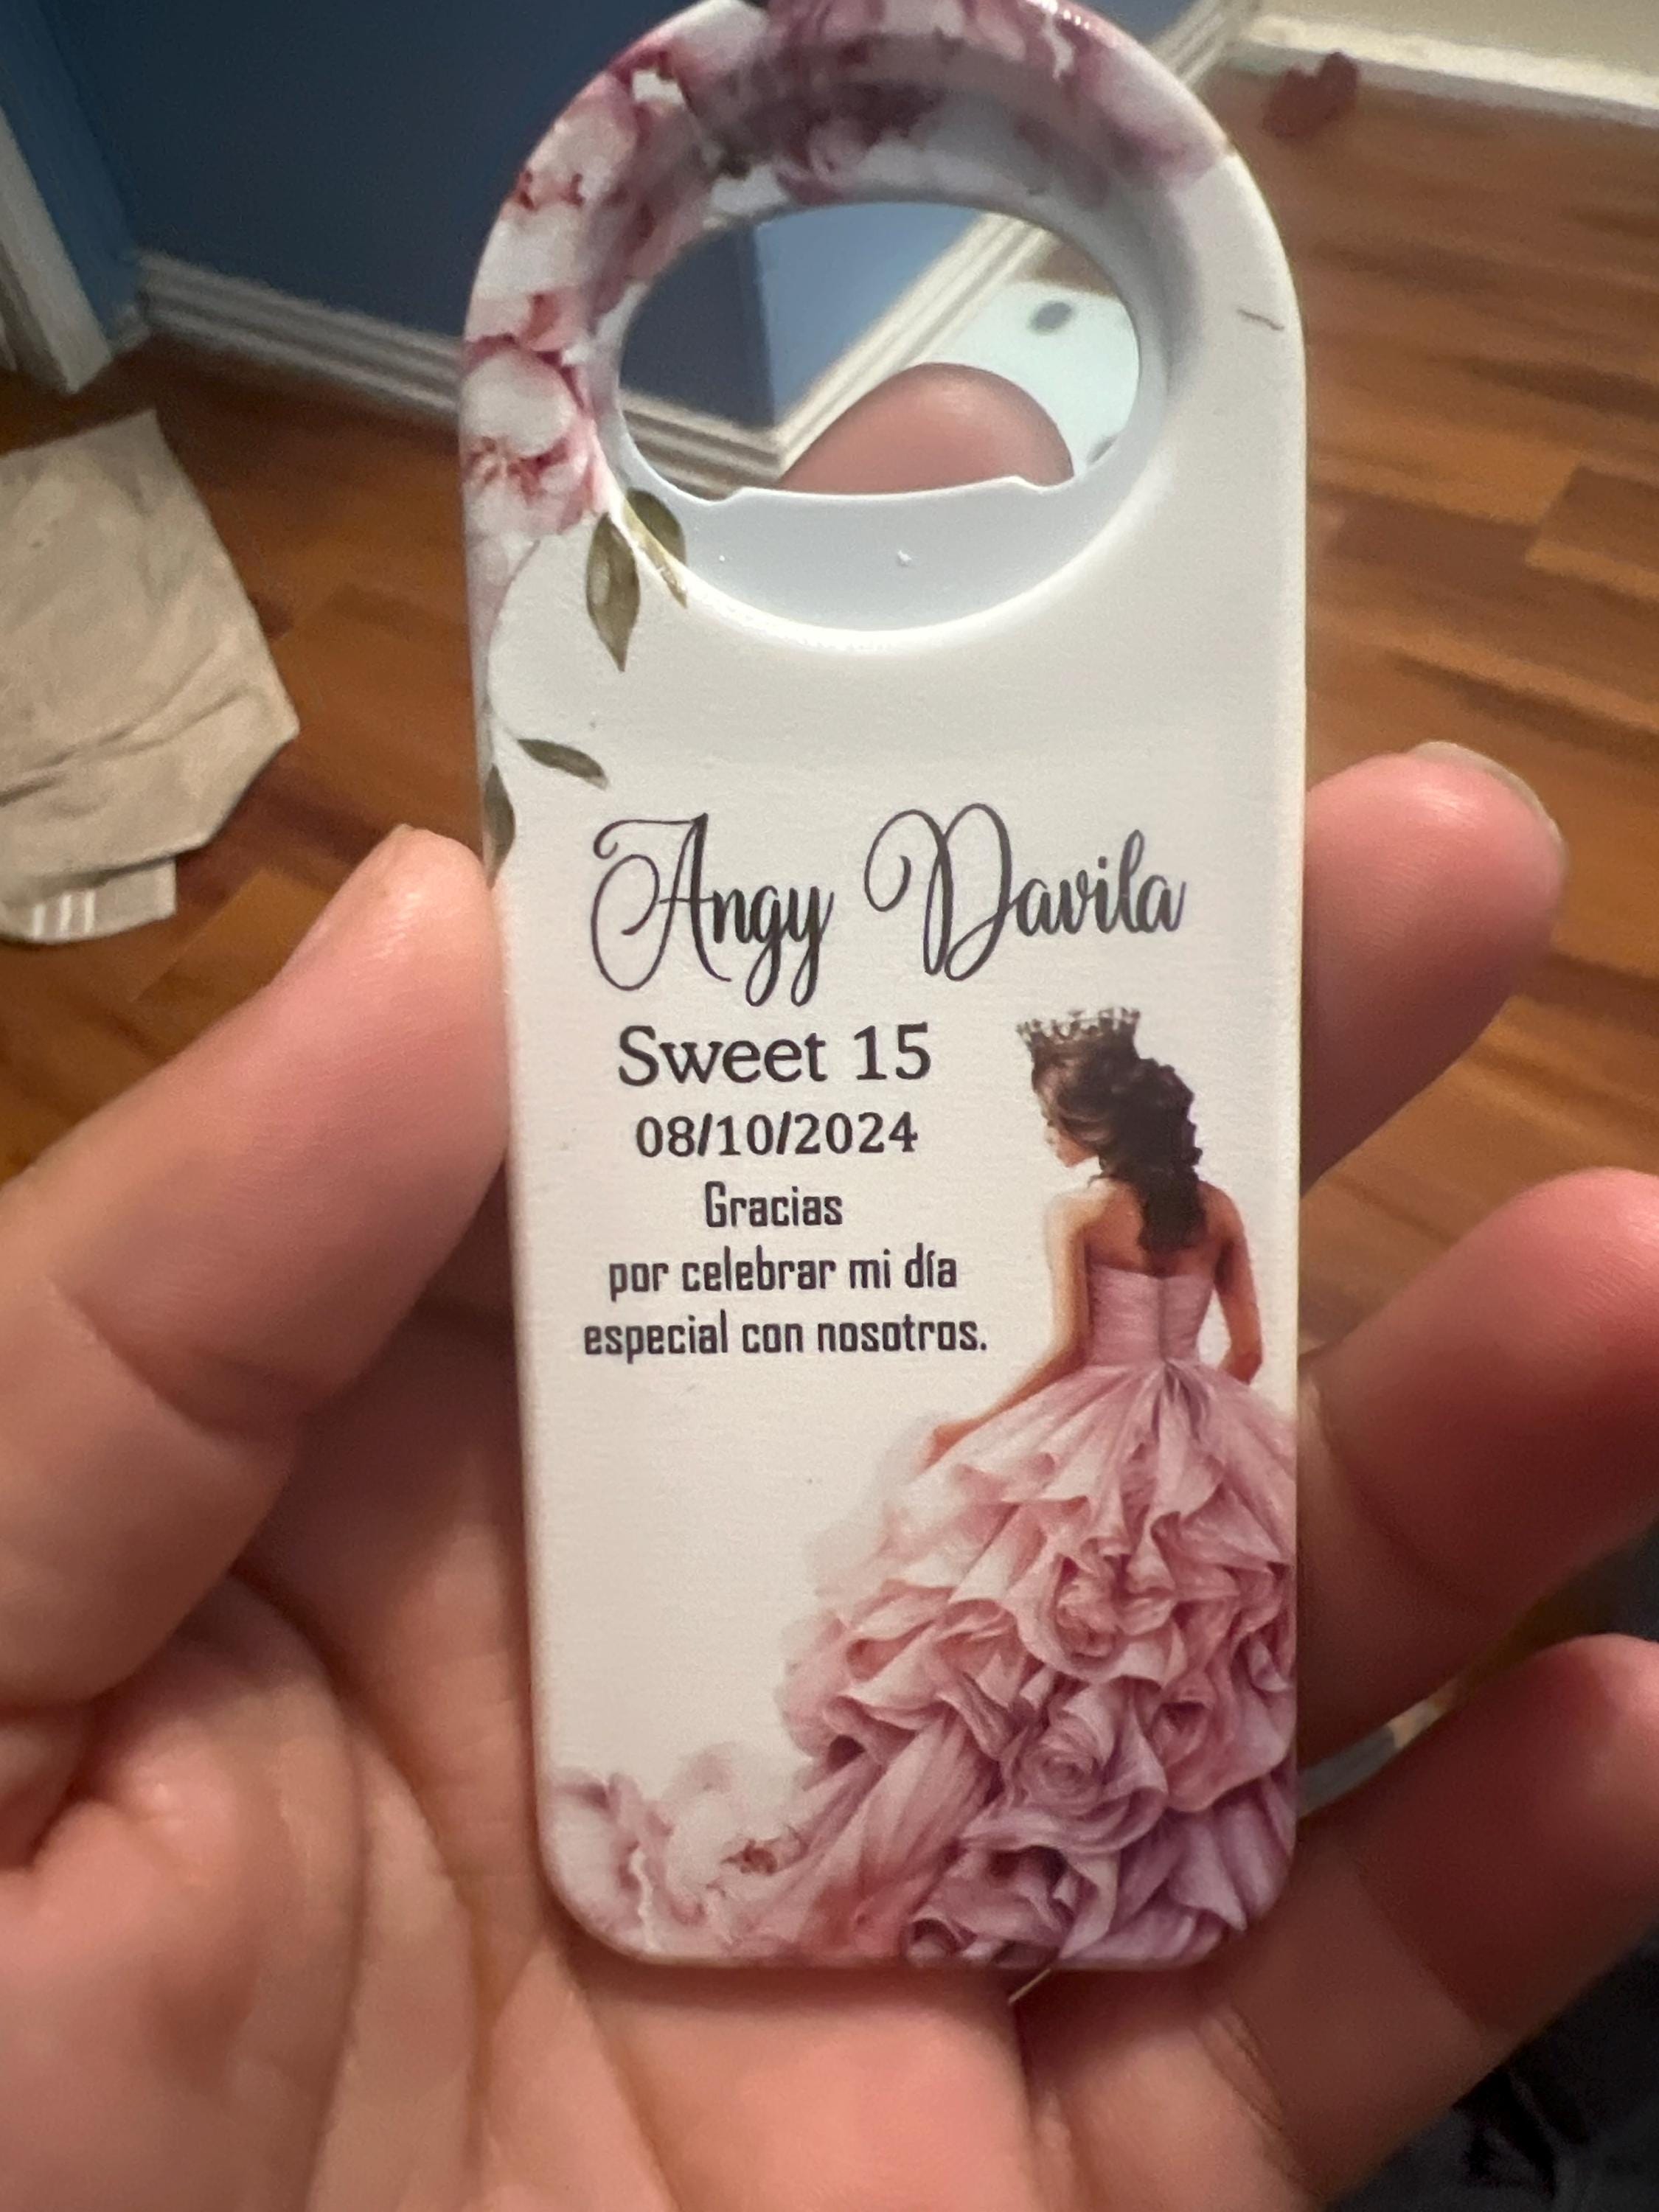 Angy Davila
Sweet 15
08/10/2024
Gracias
por celebrar mi día
especial con nosotros.